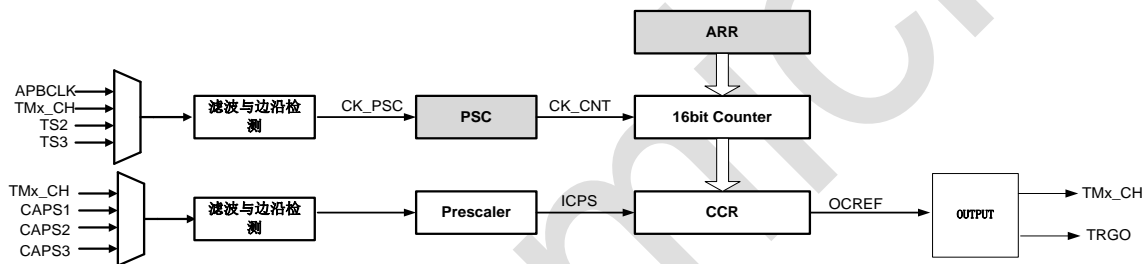 ARR
APBCLK
TMx_CH
TS2
TS3
滤波与边沿检
测
CK_PSC
PSC
CK_CNT
16bit Counter
TMx_CH
CAPS1
CAPS2
CAPS3
滤波与边沿检
测
Prescaler
ICPS
CCR
OCREF
OUTPUT
TMx_CH
TRGO